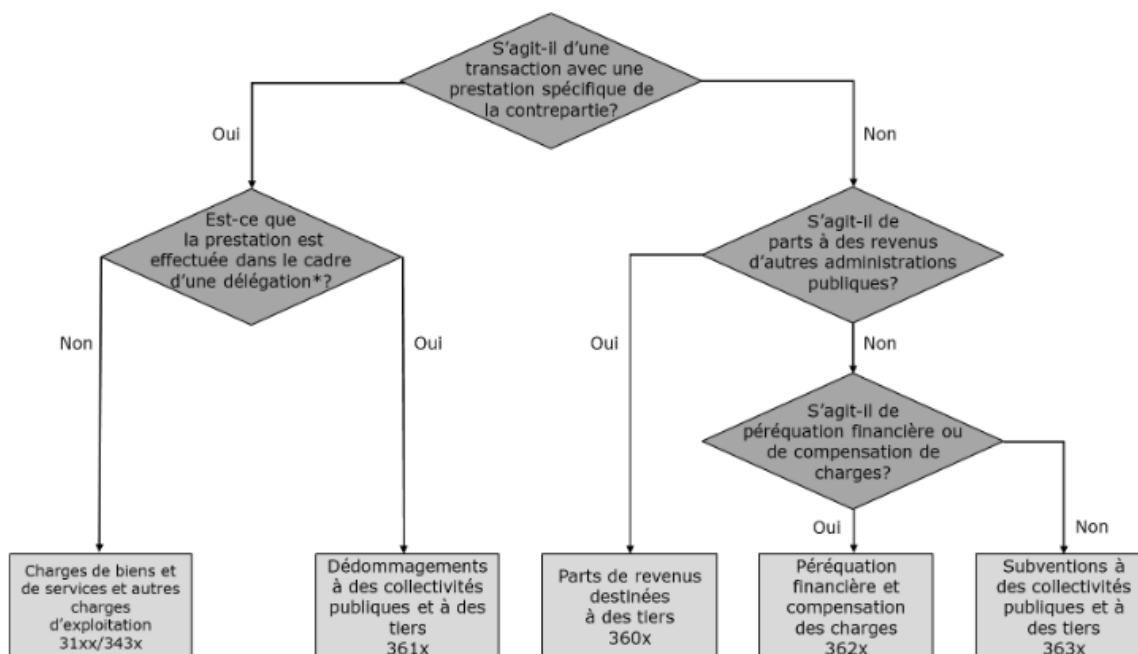 S'agit-il d'une
transaction avec une
prestation spécifique de
la contrepartie?
Oui
Non
Est-ce que
la prestation est
effectuée dans le cadre
d'une délégation*?
S'agit-il de
parts à des revenus
d'autres administrations
publiques?
Non
Oui
Oui
Non
S'agit-il de
péréquation financière ou
de compensation de
charges?
Oui
Non
Charges de biens et
de services et autres
charges
d'exploitation
31xx/343x
Dédommagements
à des collectivités
publiques et à des
tiers
361x
Parts de revenus
destinées
à des tiers
360x
Péréquation
financière et
compensation
des charges
362x
Subventions à
des collectivités
publiques et à
des tiers
363x